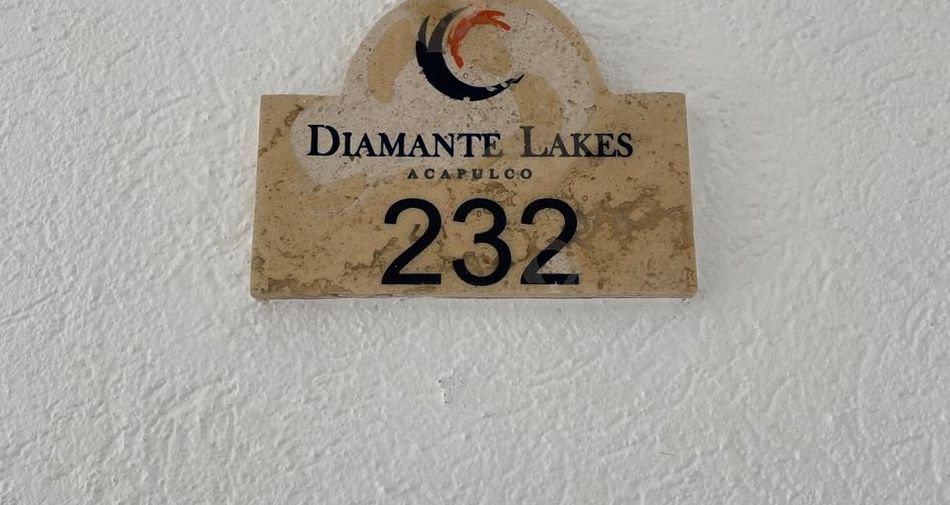 DIAMANTE LAKES
ACAPULCO
232